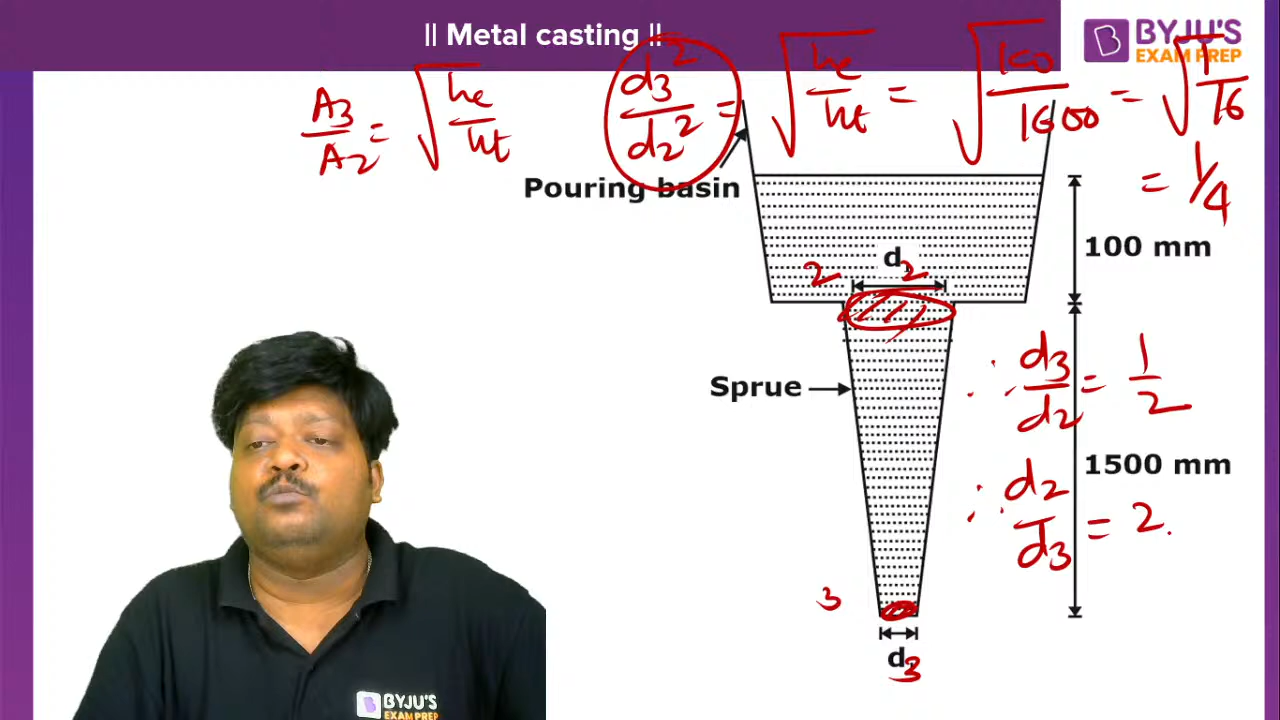 || Metal casting ||
BYJU'S
EXAM PREP
A3/A2 = √(he/ht)
d3²/d2² = √(he/ht) = √(100/1600) = √(1/16)
= 1/4
Pouring basin
100 mm
2
d2
Sprue
∴ d3/d2 = 1/2
1500 mm
∴ d2/d3 = 2.
3
d3
BYJU'S
EXAM PREP